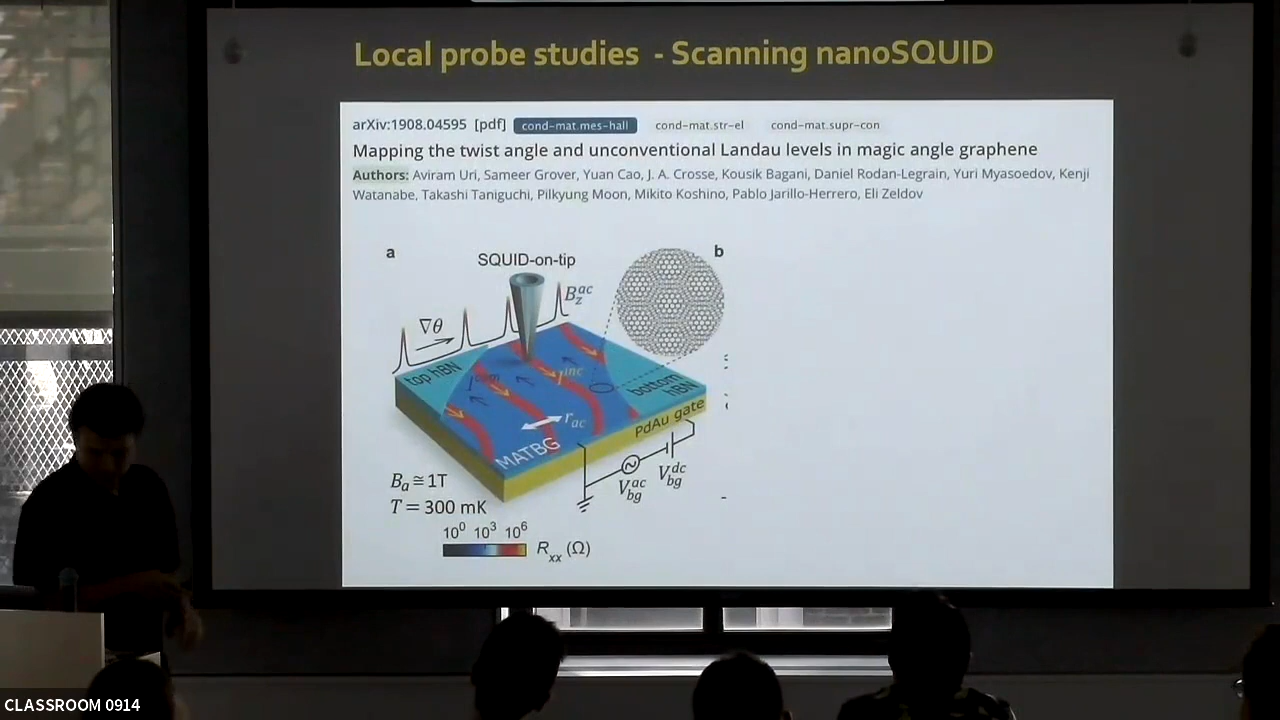 Local probe studies - Scanning nanoSQUID
arXiv:1908.04595 [pdf] cond-mat.mes-hall cond-mat.str-el cond-mat.supr-con
Mapping the twist angle and unconventional Landau levels in magic angle graphene
Authors: Aviram Uri, Sameer Grover, Yuan Cao, J. A. Crosse, Kousik Bagani, Daniel Rodan-Legrain, Yuri Myasoedov, Kenji
Watanabe, Takashi Taniguchi, Pilkyung Moon, Mikito Koshino, Pablo Jarillo-Herrero, Eli Zeldov
a
b
SQUID-on-tip
B_z^ac
∇θ
top hBN
J^inc
bottom
hBN
r_ac
PdAu gate
MATBG
V_bg^ac
V_bg^dc
B_a ≅ 1T
T = 300 mK
10^0 10^3 10^6
R_xx (Ω)
CLASSROOM 0914